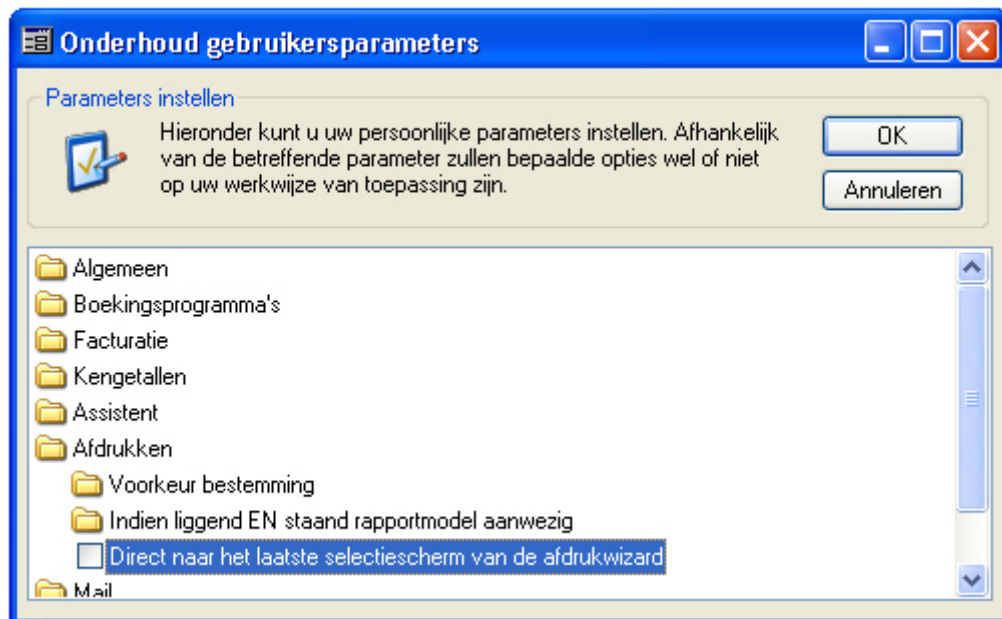 Onderhoud gebruikersparameters
Parameters instellen
Hieronder kunt u uw persoonlijke parameters instellen. Afhankelijk
van de betreffende parameter zullen bepaalde opties wel of niet
op uw werkwijze van toepassing zijn.
OK
Annuleren
Algemeen
Boekingsprogramma's
Facturatie
Kengetallen
Assistent
Afdrukken
Voorkeur bestemming
Indien liggend EN staand rapportmodel aanwezig
Direct naar het laatste selectiescherm van de afdrukwizard
Mail